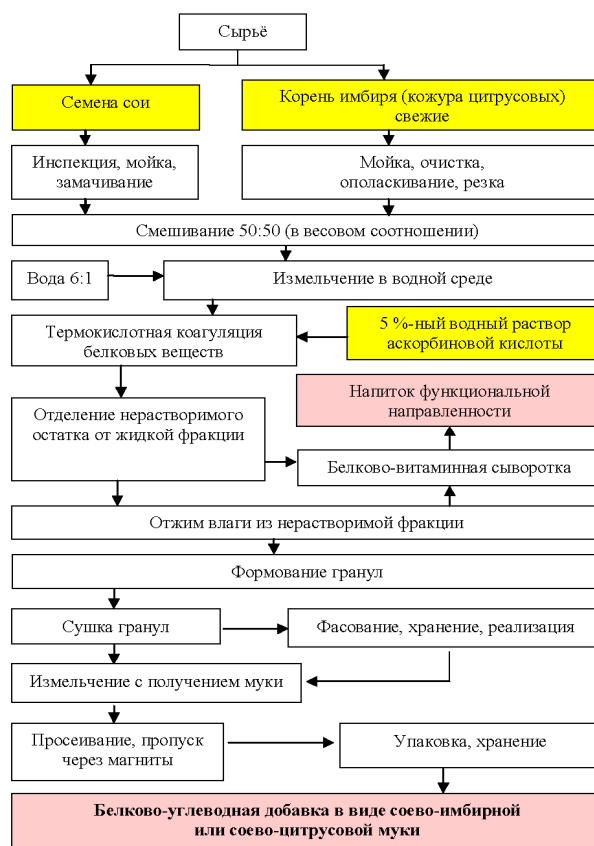 Сырьё
Семена сои
Корень имбиря (кожура цитрусовых)
свежие
Инспекция, мойка,
замачивание
Мойка, очистка,
ополаскивание, резка
Смешивание 50:50 (в весовом соотношении)
Вода 6:1
Измельчение в водной среде
Термокислотная коагуляция
белковых веществ
5 %-ный водный раствор
аскорбиновой кислоты
Напиток функциональной
направленности
Отделение нерастворимого
остатка от жидкой фракции
Белково-витаминная сыворотка
Отжим влаги из нерастворимой фракции
Формование гранул
Сушка гранул
Фасование, хранение, реализация
Измельчение с получением муки
Просеивание, пропуск
через магниты
Упаковка, хранение
Белково-углеводная добавка в виде соево-имбирной
или соево-цитрусовой муки